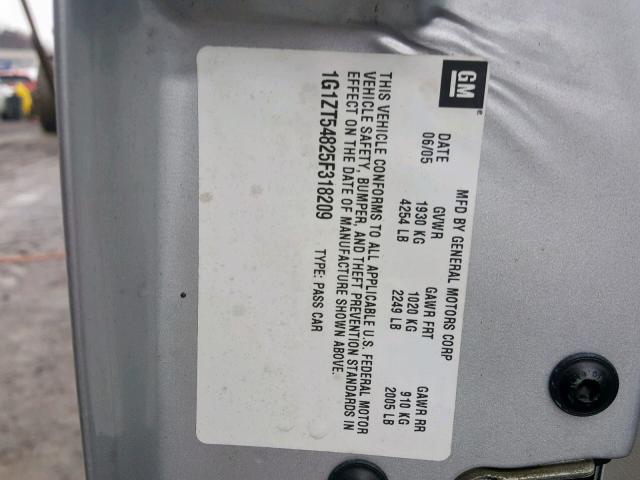 GM
MFD BY GENERAL MOTORS CORP
DATE GVWR GAWR FRT GAWR RR
06/05 1930 KG 1020 KG 910 KG
4254 LB 2249 LB 2005 LB
THIS VEHICLE CONFORMS TO ALL APPLICABLE U.S. FEDERAL MOTOR
VEHICLE SAFETY, BUMPER, AND THEFT PREVENTION STANDARDS IN
EFFECT ON THE DATE OF MANUFACTURE SHOWN ABOVE.
1G1ZT54825F318209 TYPE: PASS CAR